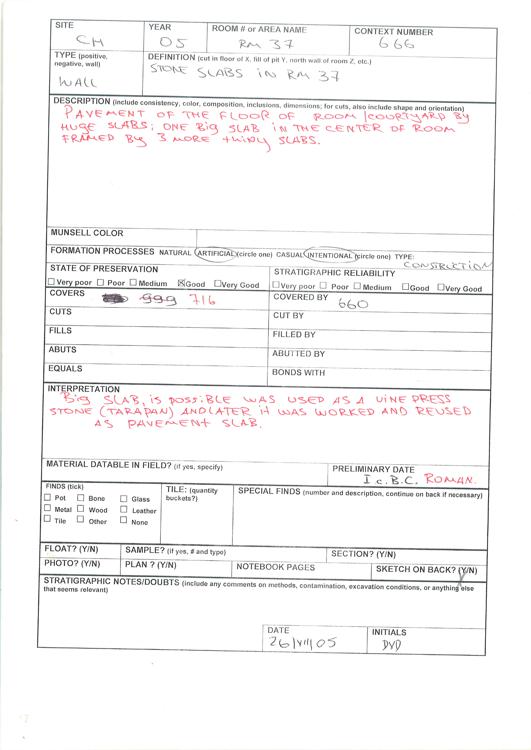 SITE
CH
YEAR
05
ROOM # or AREA NAME
RM 37
CONTEXT NUMBER
666
TYPE (positive, negative, wall)
WALL
DEFINITION (cut in floor of X, fill of pit Y, north wall of room Z, etc.)
STONE SLABS IN RM 37
DESCRIPTION (include consistency, color, composition, inclusions, dimensions; for cuts, also include shape and orientation)
PAVEMENT OF THE FLOOR OF ROOM/COURTYARD BY
HUGE SLABS; ONE BIG SLAB IN THE CENTER OF ROOM
FRAMED BY 3 MORE THINY SLABS.
MUNSELL COLOR
FORMATION PROCESSES NATURAL ARTIFICIAL (circle one) CASUAL INTENTIONAL (circle one) TYPE:
CONSTRUCTION
STATE OF PRESERVATION
Very poor Poor Medium Good Very Good
STRATIGRAPHIC RELIABILITY
Very poor Poor Medium Good Very Good
COVERS 999 716
COVERED BY 660
CUTS
CUT BY
FILLS
FILLED BY
ABUTS
ABUTTED BY
EQUALS
BONDS WITH
INTERPRETATION
BIG SLAB, IS POSSIBLE WAS USED AS A VINE PRESS
STONE (TARAPAN) AND LATER IT WAS WORKED AND REUSED
AS PAVEMENT SLAB.
MATERIAL DATABLE IN FIELD? (if yes, specify)
PRELIMINARY DATE
I c. B.C. ROMAN.
FINDS (tick)
Pot Bone Glass
Metal Wood Leather
Tile Other None
TILE: (quantity buckets?)
SPECIAL FINDS (number and description, continue on back if necessary)
FLOAT? (Y/N)
SAMPLE? (if yes, # and type)
SECTION? (Y/N)
PHOTO? (Y/N)
PLAN ? (Y/N)
NOTEBOOK PAGES
SKETCH ON BACK? (Y/N)
STRATIGRAPHIC NOTES/DOUBTS (include any comments on methods, contamination, excavation conditions, or anything else
that seems relevant)
DATE
26/VII/05
INITIALS
DVD